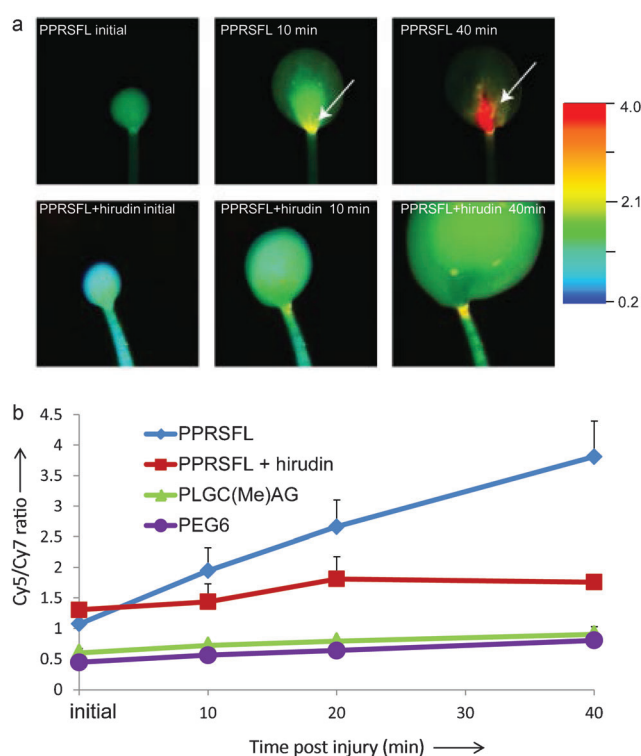 a
PPRSFL initial
PPRSFL 10 min
PPRSFL 40 min
4.0
2.1
0.2
PPRSFL+hirudin initial
PPRSFL+hirudin 10 min
PPRSFL+hirudin 40min
b
4.5
4
3.5
3
2.5
2
1.5
1
0.5
0
Cy5/Cy7 ratio
PPRSFL
PPRSFL + hirudin
PLGC(Me)AG
PEG6
initial
10
20
30
40
Time post injury (min)